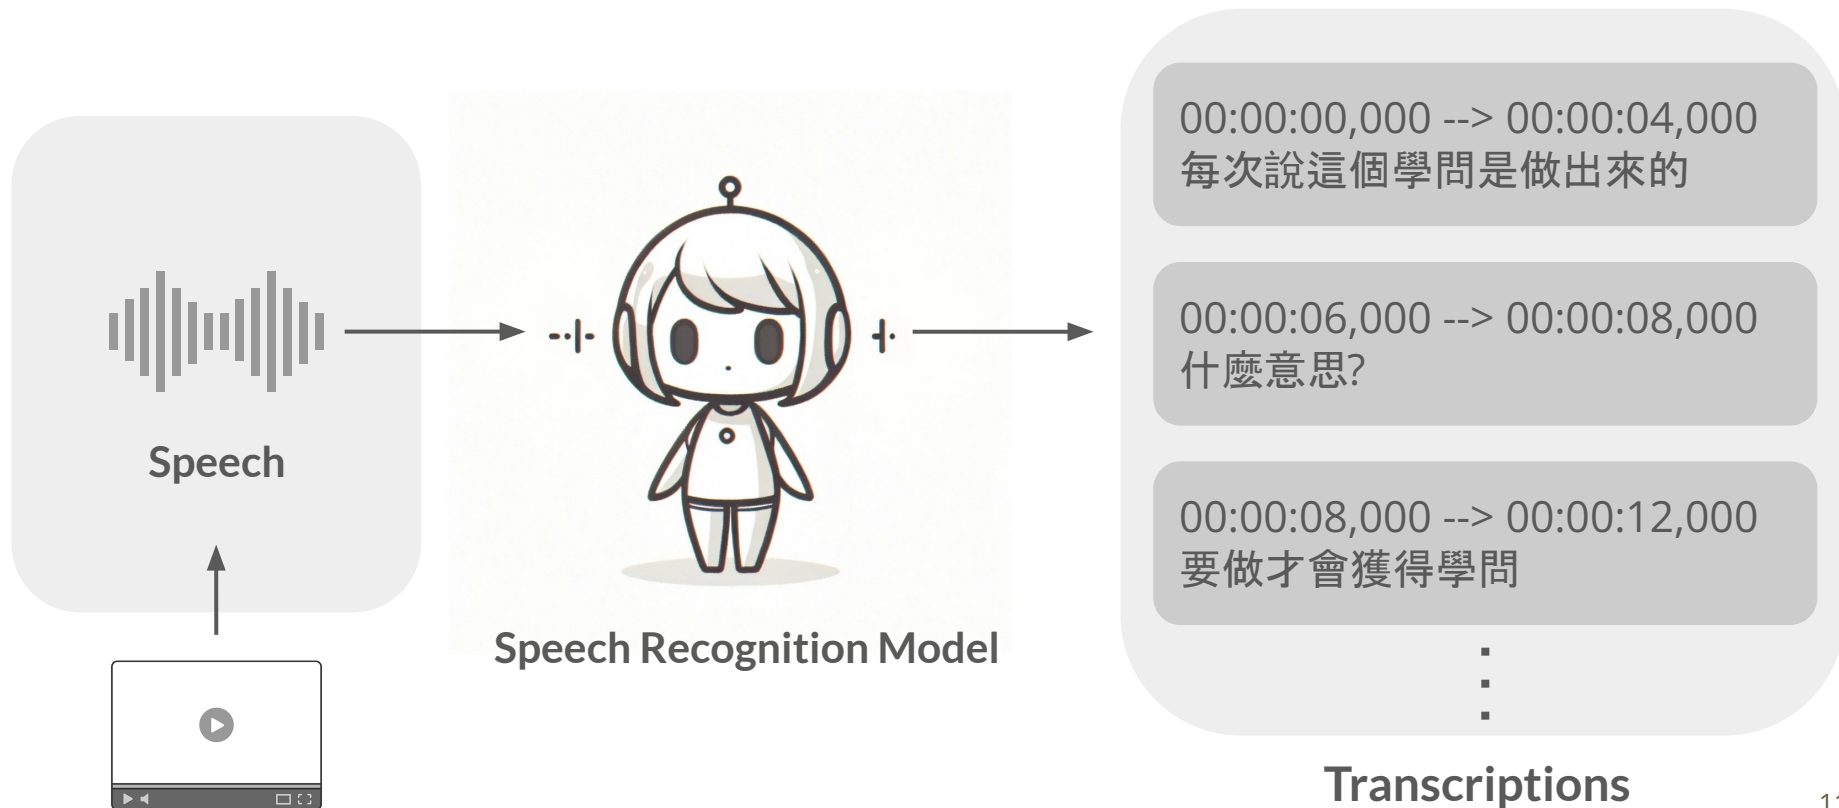 Speech
Speech Recognition Model
00:00:00,000 --> 00:00:04,000
每次說這個學問是做出來的
00:00:06,000 --> 00:00:08,000
什麼意思?
00:00:08,000 --> 00:00:12,000
要做才會獲得學問
Transcriptions